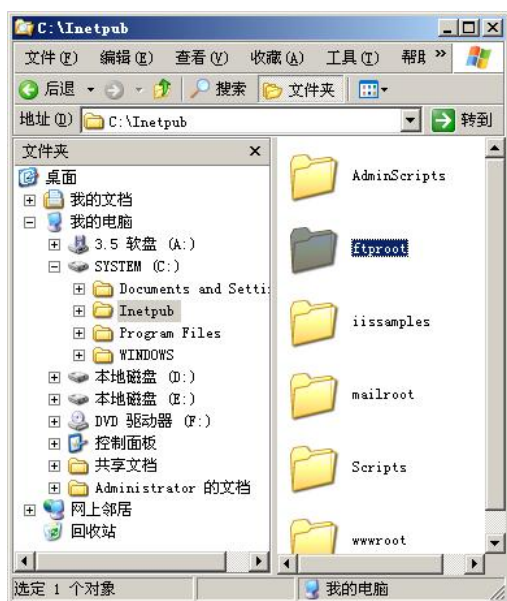 C:\Inetpub
文件(F) 编辑(E) 查看(V) 收藏(A) 工具(T) 帮助 »
后退 搜索 文件夹
地址(D) C:\Inetpub 转到
文件夹
桌面
我的文档
我的电脑
3.5 软盘 (A:)
SYSTEM (C:)
Documents and Setti
Inetpub
Program Files
WINDOWS
本地磁盘 (D:)
本地磁盘 (E:)
DVD 驱动器 (F:)
控制面板
共享文档
Administrator 的文档
网上邻居
回收站
AdminScripts
ftproot
iissamples
mailroot
Scripts
wwwroot
选定 1 个对象 我的电脑